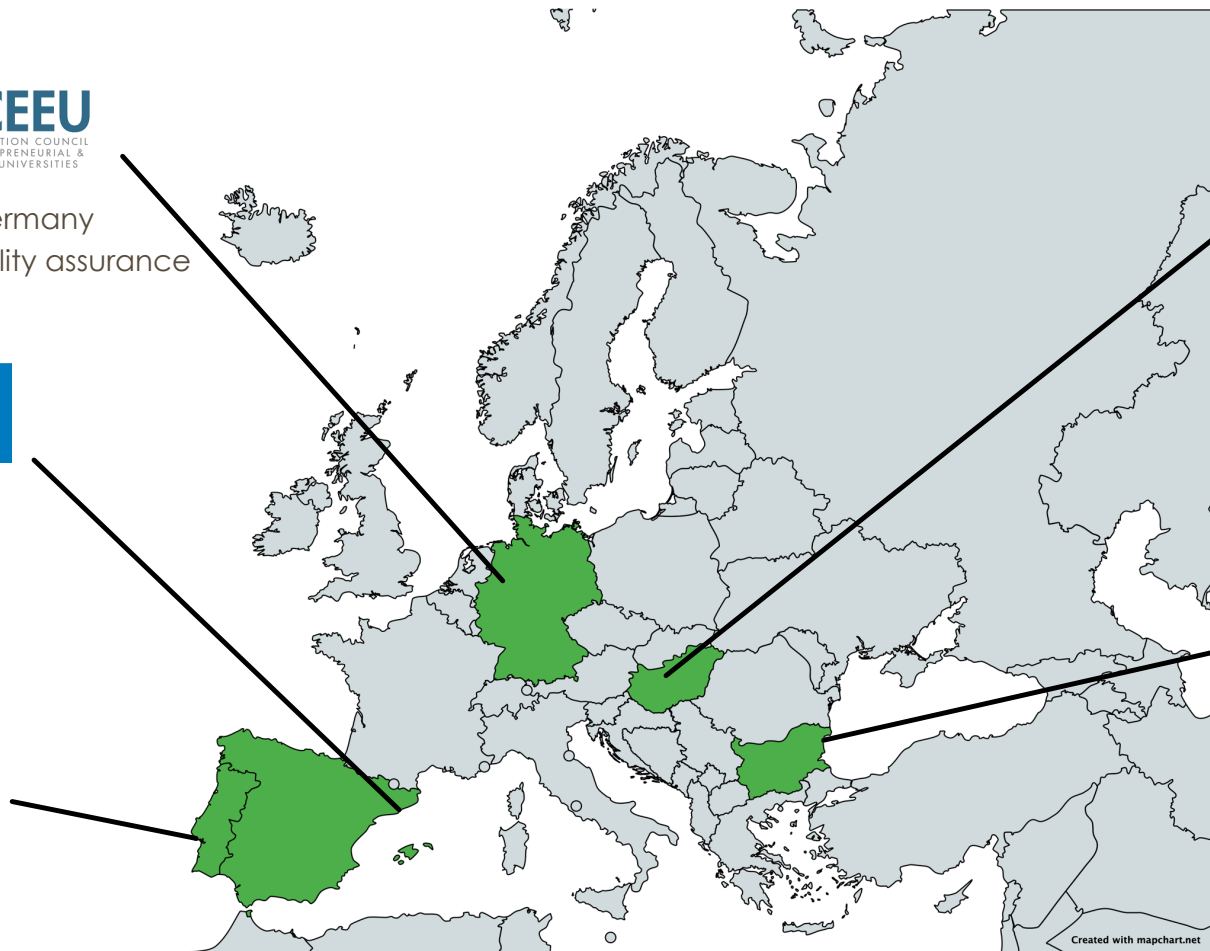 CEEU
TION COUNCIL
PRENEURIAL &
UNIVERSITIES
ermany
lity assurance
Created with mapchart.net